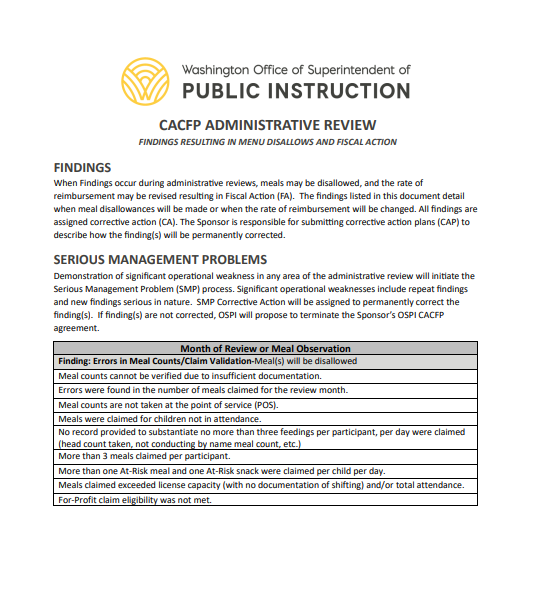 Washington Office of Superintendent of
PUBLIC INSTRUCTION
CACFP ADMINISTRATIVE REVIEW
FINDINGS RESULTING IN MENU DISALLOWS AND FISCAL ACTION
FINDINGS
When Findings occur during administrative reviews, meals may be disallowed, and the rate of
reimbursement may be revised resulting in Fiscal Action (FA). The findings listed in this document detail
when meal disallowances will be made or when the rate of reimbursement will be changed. All findings are
assigned corrective action (CA). The Sponsor is responsible for submitting corrective action plans (CAP) to
describe how the finding(s) will be permanently corrected.
SERIOUS MANAGEMENT PROBLEMS
Demonstration of significant operational weakness in any area of the administrative review will initiate the
Serious Management Problem (SMP) process. Significant operational weaknesses include repeat findings
and new findings serious in nature. SMP Corrective Action will be assigned to permanently correct the
finding(s). If finding(s) are not corrected, OSPI will propose to terminate the Sponsor's OSPI CACFP
agreement.
Month of Review or Meal Observation
Finding: Errors in Meal Counts/Claim Validation-Meal(s) will be disallowed
Meal counts cannot be verified due to insufficient documentation.
Errors were found in the number of meals claimed for the review month.
Meal counts are not taken at the point of service (POS).
Meals were claimed for children not in attendance.
No record provided to substantiate no more than three feedings per participant, per day were claimed
(head count taken, not conducting by name meal count, etc.)
More than 3 meals claimed per participant.
More than one At-Risk meal and one At-Risk snack were claimed per child per day.
Meals claimed exceeded license capacity (with no documentation of shifting) and/or total attendance.
For-Profit claim eligibility was not met.